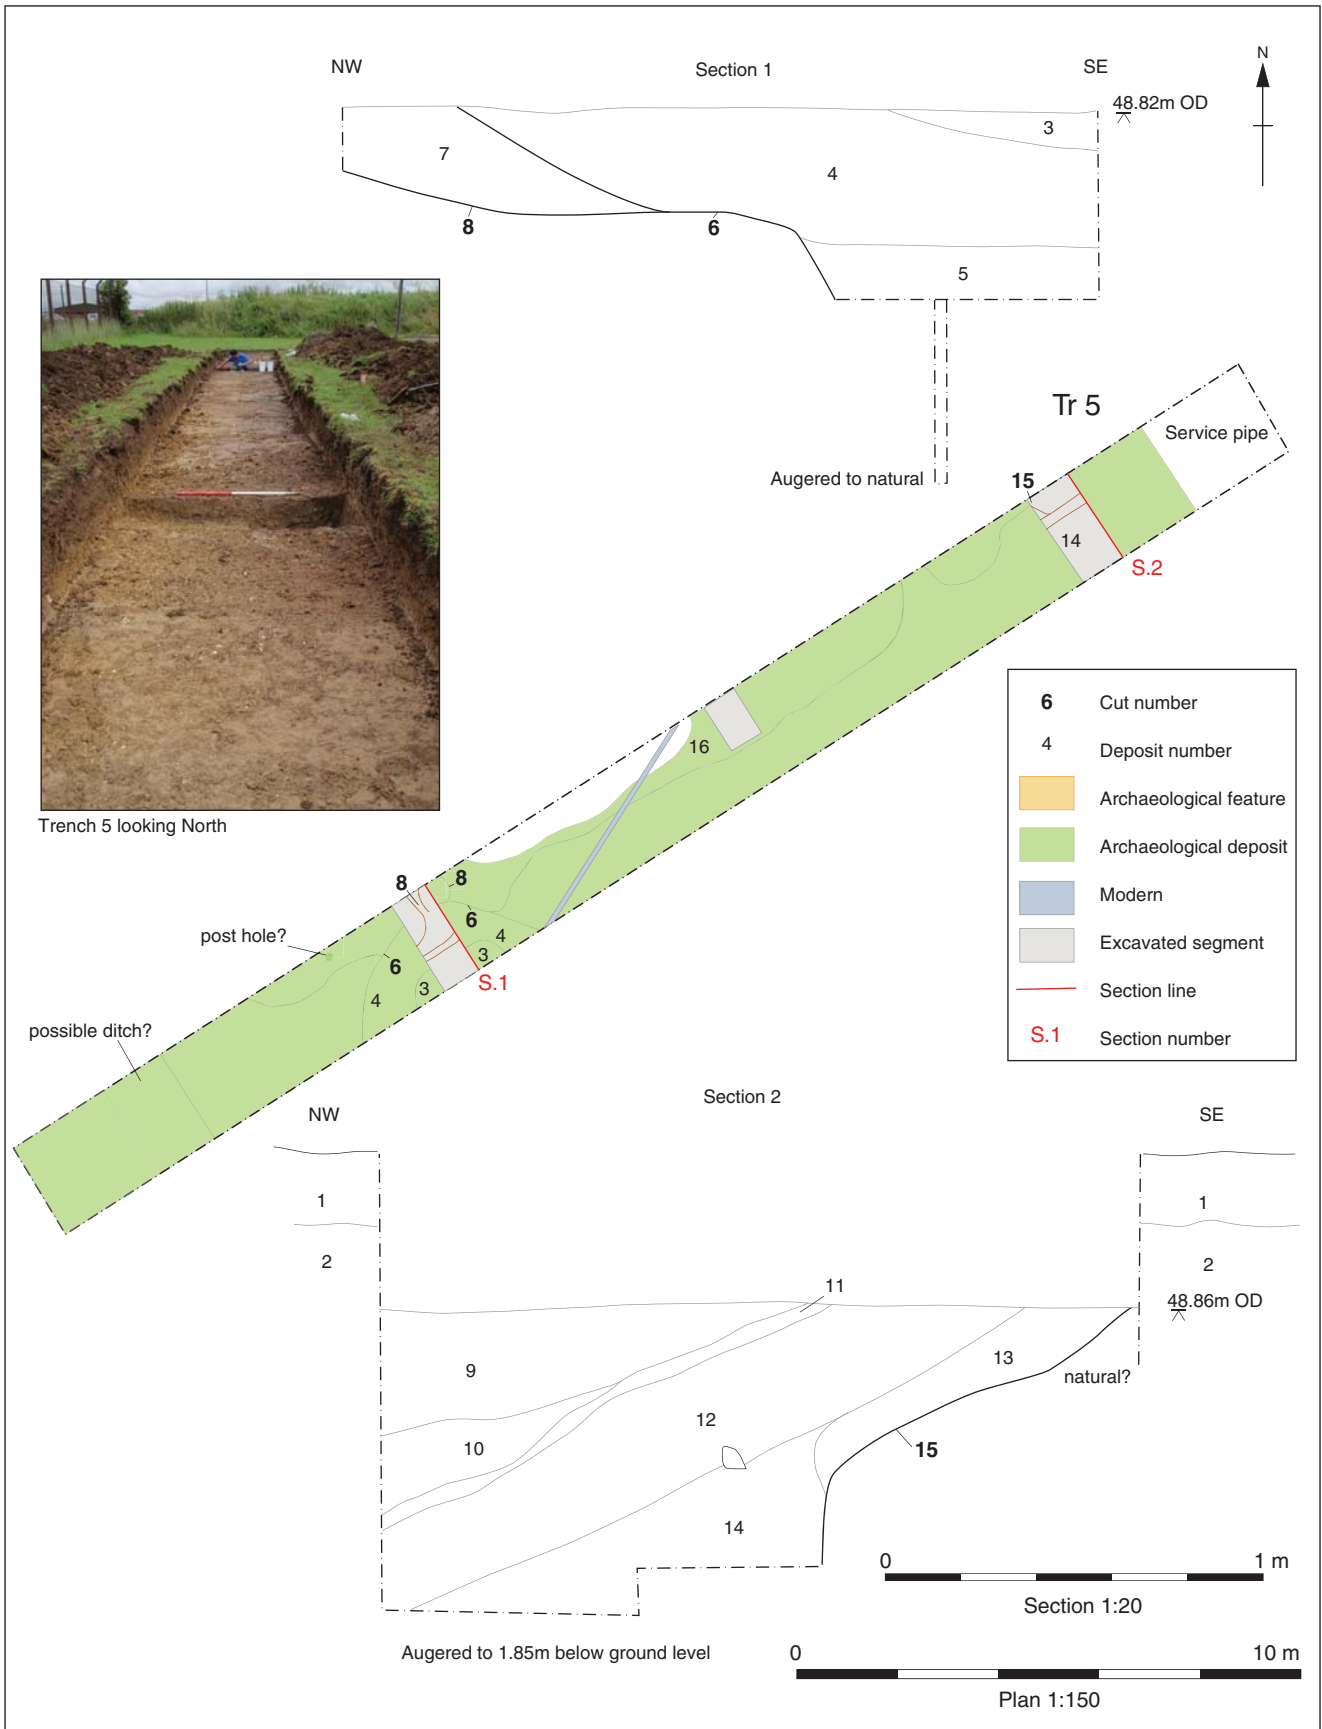 NW
Section 1
SE
N
48.82m OD
3
7
4
8
6
5
Tr 5
Service pipe
Augered to natural
15
14
S.2
16
Trench 5 looking North
8
8
6
4
3
S.1
post hole?
6
4
3
possible ditch?
6 Cut number
4 Deposit number
Archaeological feature
Archaeological deposit
Modern
Excavated segment
Section line
S.1 Section number
Section 2
NW
SE
1
1
2
2
11
48.86m OD
9
13
natural?
12
10
15
14
0 1 m
Section 1:20
Augered to 1.85m below ground level
0 10 m
Plan 1:150